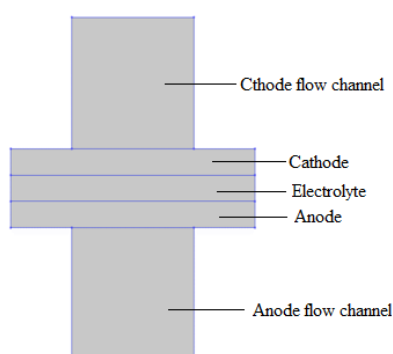 Cthode flow channel
Cathode
Electrolyte
Anode
Anode flow channel